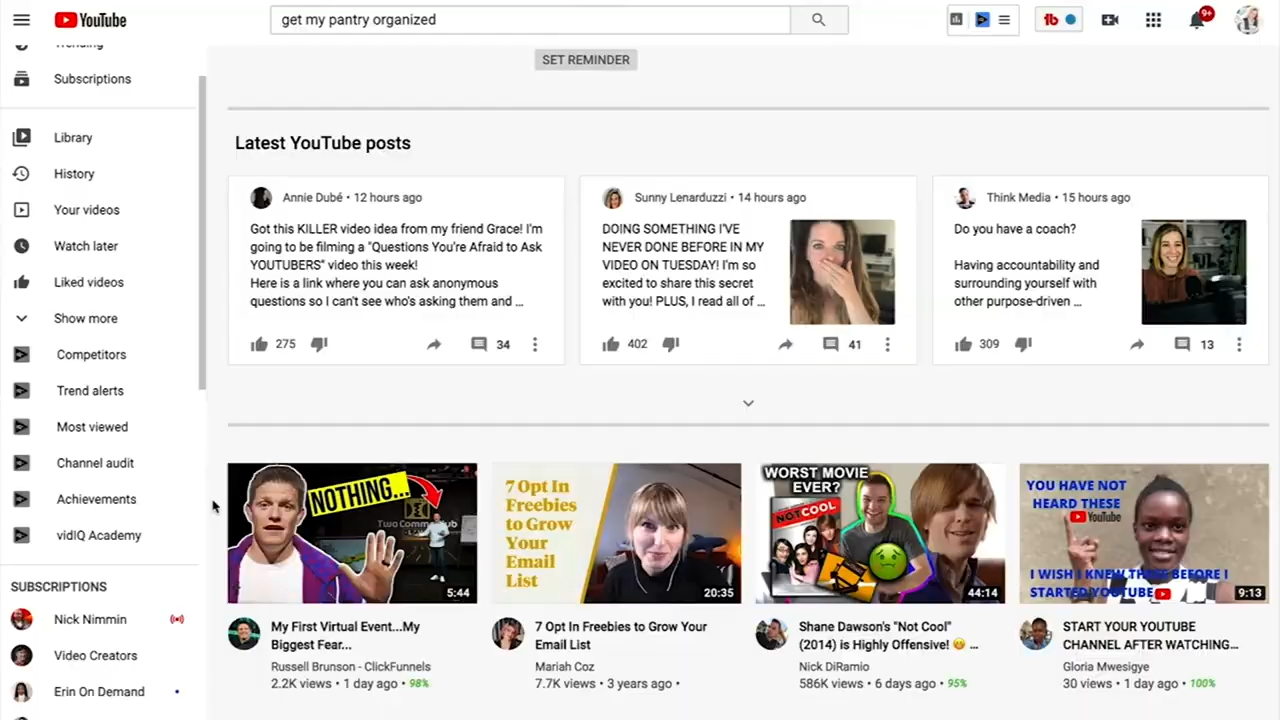 YouTube
get my pantry organized
9+
Trending
SET REMINDER
Subscriptions
Library
History
Your videos
Watch later
Liked videos
Show more
Competitors
Trend alerts
Most viewed
Channel audit
Achievements
vidIQ Academy
SUBSCRIPTIONS
Nick Nimmin
Video Creators
Erin On Demand
Latest YouTube posts
Annie Dubé • 12 hours ago
Got this KILLER video idea from my friend Grace! I'm
going to be filming a "Questions You're Afraid to Ask
YOUTUBERS" video this week!
Here is a link where you can ask anonymous
questions so I can't see who's asking them and ...
275
34
Sunny Lenarduzzi • 14 hours ago
DOING SOMETHING I'VE
NEVER DONE BEFORE IN MY
VIDEO ON TUESDAY! I'm so
excited to share this secret
with you! PLUS, I read all of ...
402
41
Think Media • 15 hours ago
Do you have a coach?
Having accountability and
surrounding yourself with
other purpose-driven ...
309
13
NOTHING...
5:44
My First Virtual Event...My
Biggest Fear...
Russell Brunson - ClickFunnels
2.2K views • 1 day ago • 98%
7 Opt In
Freebies
to Grow
Your
Email
List
20:35
7 Opt In Freebies to Grow Your
Email List
Mariah Coz
7.7K views • 3 years ago •
WORST MOVIE
EVER?
NOT COOL
44:14
Shane Dawson's "Not Cool"
(2014) is Highly Offensive! 🤭 ...
Nick DiRamio
586K views • 6 days ago • 95%
YOU HAVE NOT
HEARD THESE
YouTube
I WISH I KNEW THESE BEFORE I
STARTED YOUTUBE
9:13
START YOUR YOUTUBE
CHANNEL AFTER WATCHING...
Gloria Mwesigye
30 views • 1 day ago • 100%